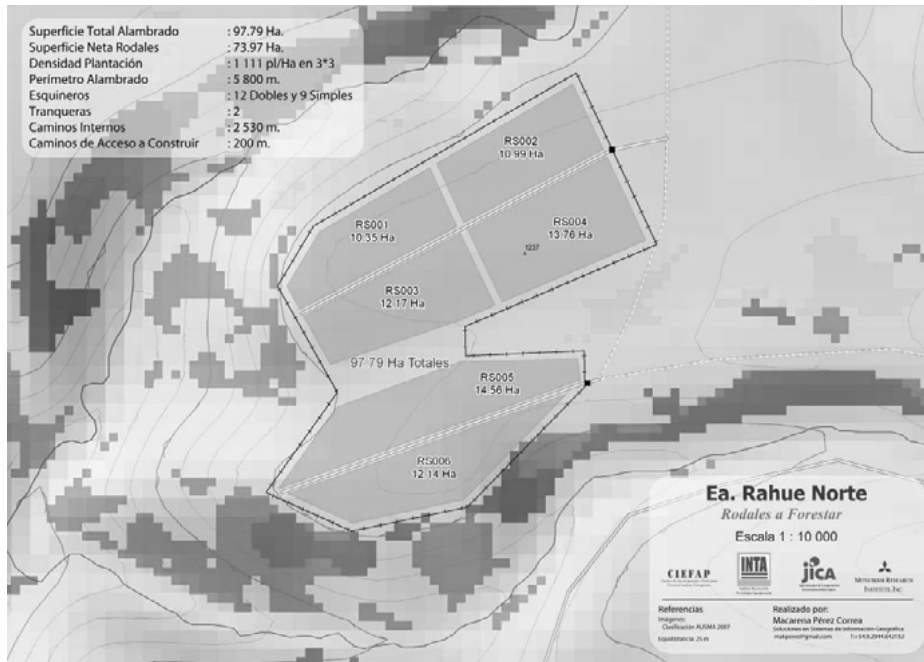 Superficie Total Alambrado : 97.79 Ha.
Superficie Neta Rodales : 73.97 Ha.
Densidad Plantación : 1 111 pl/Ha en 3*3
Perímetro Alambrado : 5 800 m.
Esquineros : 12 Dobles y 9 Simples
Tranqueras : 2
Caminos Internos : 2 530 m.
Caminos de Acceso a Construir : 200 m.
RS002
10.99 Ha
RS001
10.35 Ha
RS004
13.76 Ha
1237
RS003
12.17 Ha
97.79 Ha Totales
RS005
14.56 Ha
RS006
12.14 Ha
Ea. Rahue Norte
Rodales a Forestar
Escala 1 : 10 000
CIEFAP
INTA
jICA
MITSUBISHI RESEARCH
INSTITUTE, INC.
Referencias
Imágenes:
Clasificación AUSMA 2007
Equidistancia: 25 m
Realizado por:
Macarena Pérez Correa
Soluciones en Sistemas de Información Geográfica